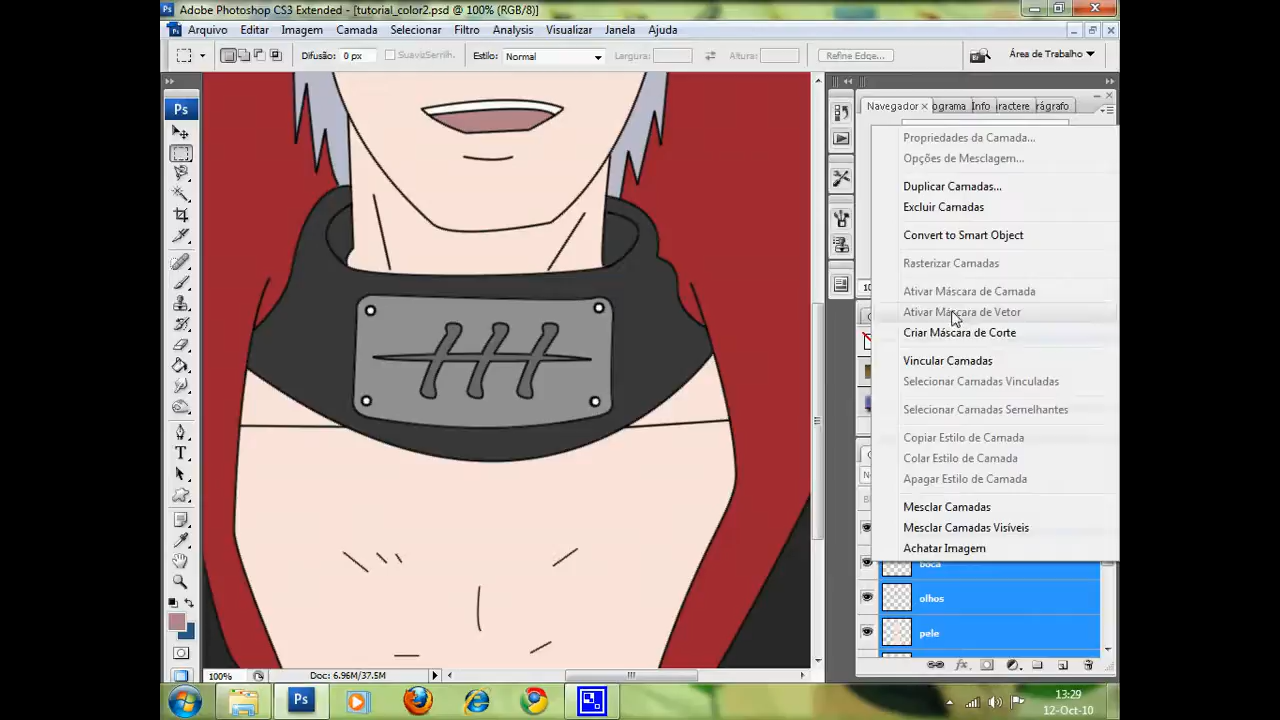 Adobe Photoshop CS3 Extended - [tutorial_color2.psd @ 100% (RGB/8)]
Arquivo Editar Imagem Camada Selecionar Filtro Analysis Visualizar Janela Ajuda
Difusão: 0 px SuavizSerrilh. Estilo: Normal Largura: Altura: Refine Edge... Área de Trabalho
Ps
Navegador × ograma Info ractere rágrafo
Propriedades da Camada...
Opções de Mesclagem...
Duplicar Camadas...
Excluir Camadas
Convert to Smart Object
Rasterizar Camadas
Ativar Máscara de Camada
Ativar Máscara de Vetor
Criar Máscara de Corte
Vincular Camadas
Selecionar Camadas Vinculadas
Selecionar Camadas Semelhantes
Copiar Estilo de Camada
Colar Estilo de Camada
Apagar Estilo de Camada
Mesclar Camadas
Mesclar Camadas Visíveis
Achatar Imagem
boca
olhos
pele
100% Doc: 6.96M/37.5M
Ps
13:29
12-Oct-10